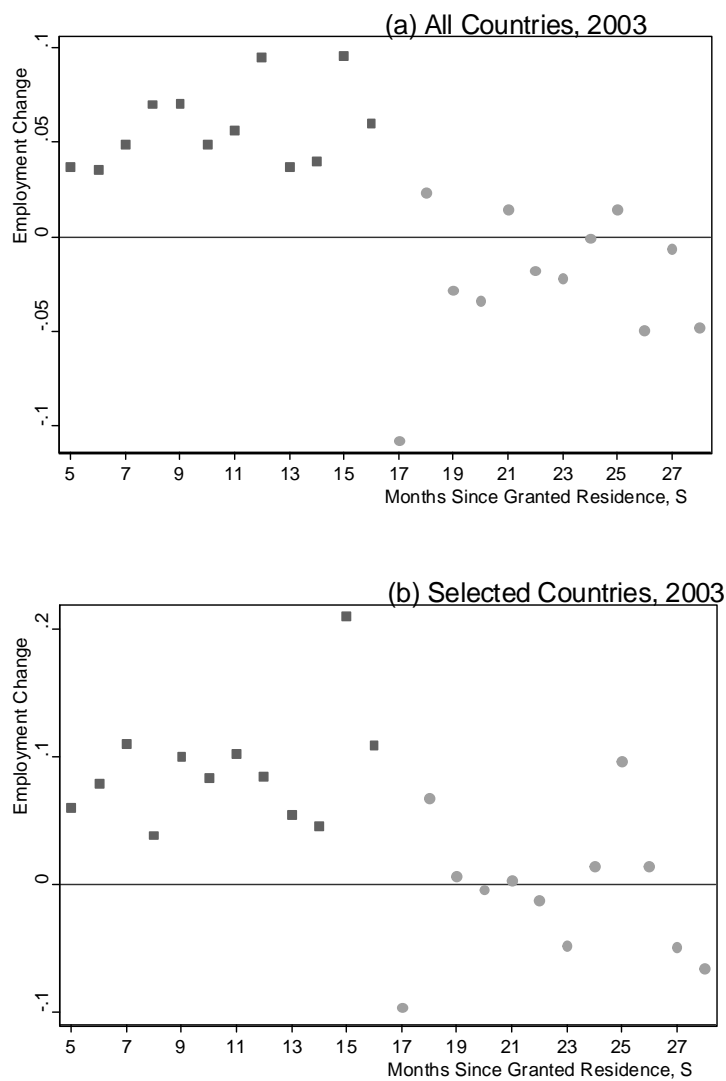 (a) All Countries, 2003
Employment Change
.1
.05
0
-.05
-.1
5 7 9 11 13 15 17 19 21 23 25 27
Months Since Granted Residence, S
(b) Selected Countries, 2003
Employment Change
.2
.1
0
-.1
5 7 9 11 13 15 17 19 21 23 25 27
Months Since Granted Residence, S